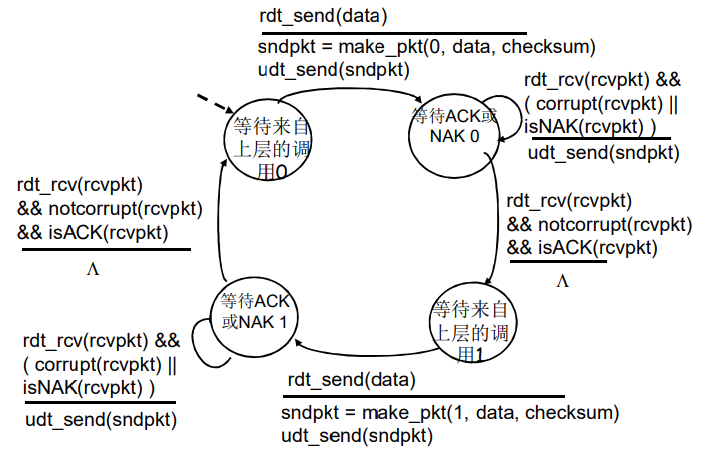 rdt_send(data)
sndpkt = make_pkt(0, data, checksum)
udt_send(sndpkt)
等待来自
上层的调
用0
等待ACK或
NAK 0
rdt_rcv(rcvpkt) &&
( corrupt(rcvpkt) ||
isNAK(rcvpkt) )
udt_send(sndpkt)
rdt_rcv(rcvpkt)
&& notcorrupt(rcvpkt)
&& isACK(rcvpkt)
Λ
rdt_rcv(rcvpkt)
&& notcorrupt(rcvpkt)
&& isACK(rcvpkt)
Λ
等待ACK
或NAK 1
等待来自
上层的调
用1
rdt_rcv(rcvpkt) &&
( corrupt(rcvpkt) ||
isNAK(rcvpkt) )
udt_send(sndpkt)
rdt_send(data)
sndpkt = make_pkt(1, data, checksum)
udt_send(sndpkt)